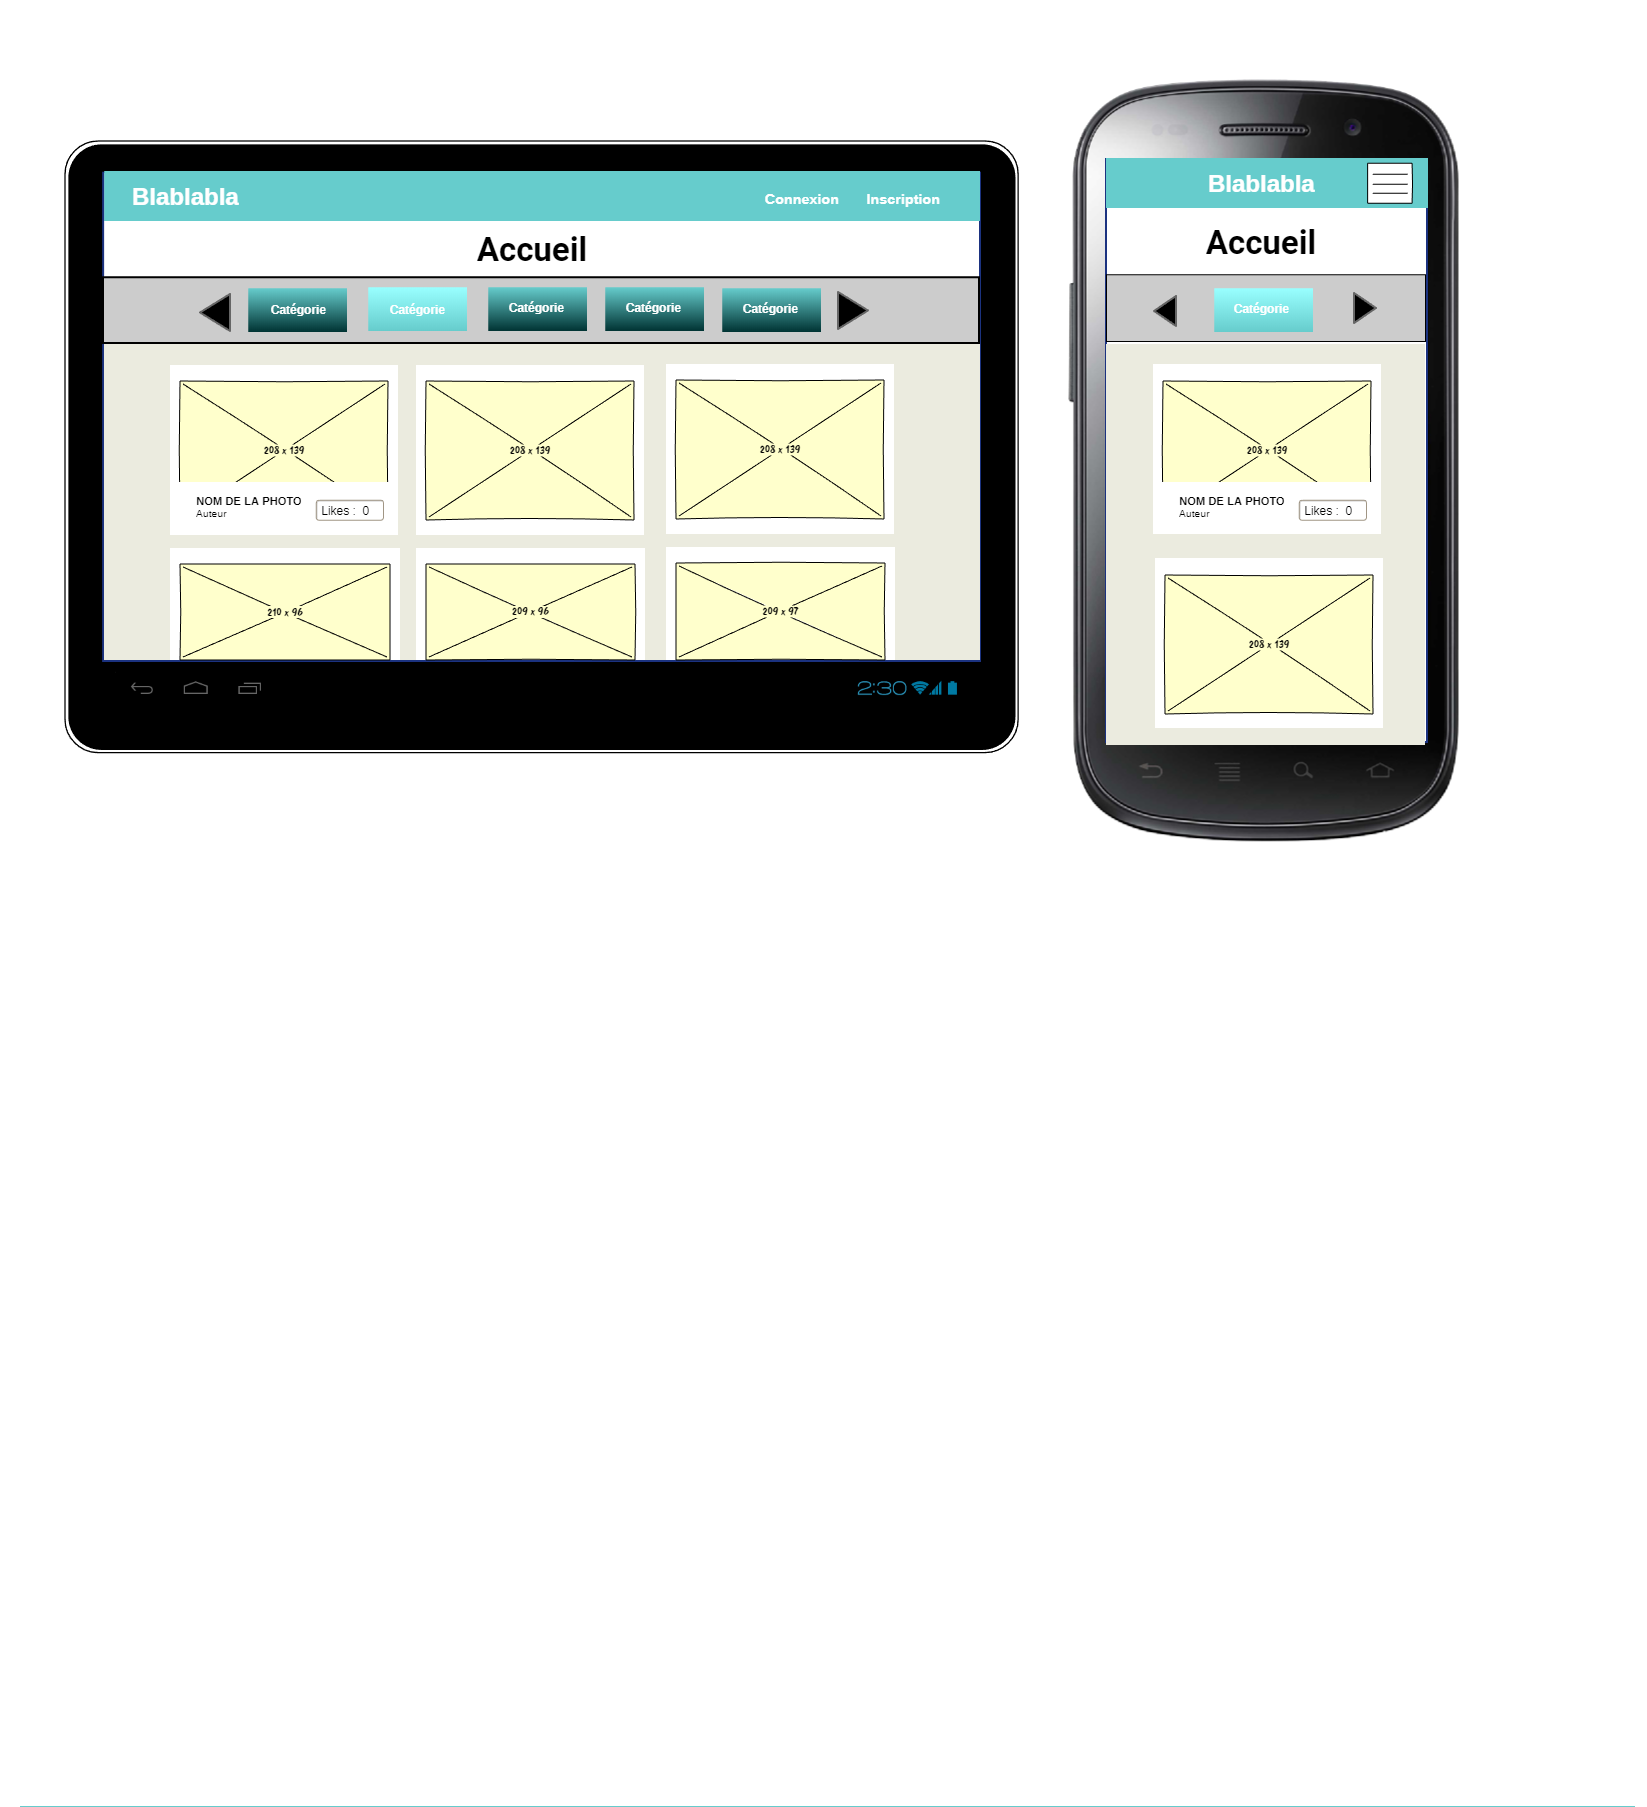 Blablabla
Connexion Inscription
Accueil
Catégorie Catégorie Catégorie Catégorie Catégorie
208 x 139 208 x 139 208 x 139
NOM DE LA PHOTO
Auteur
Likes : 0
210 x 96 209 x 96 209 x 97
2:30
Blablabla
Accueil
Catégorie
208 x 139
NOM DE LA PHOTO
Auteur
Likes : 0
208 x 139